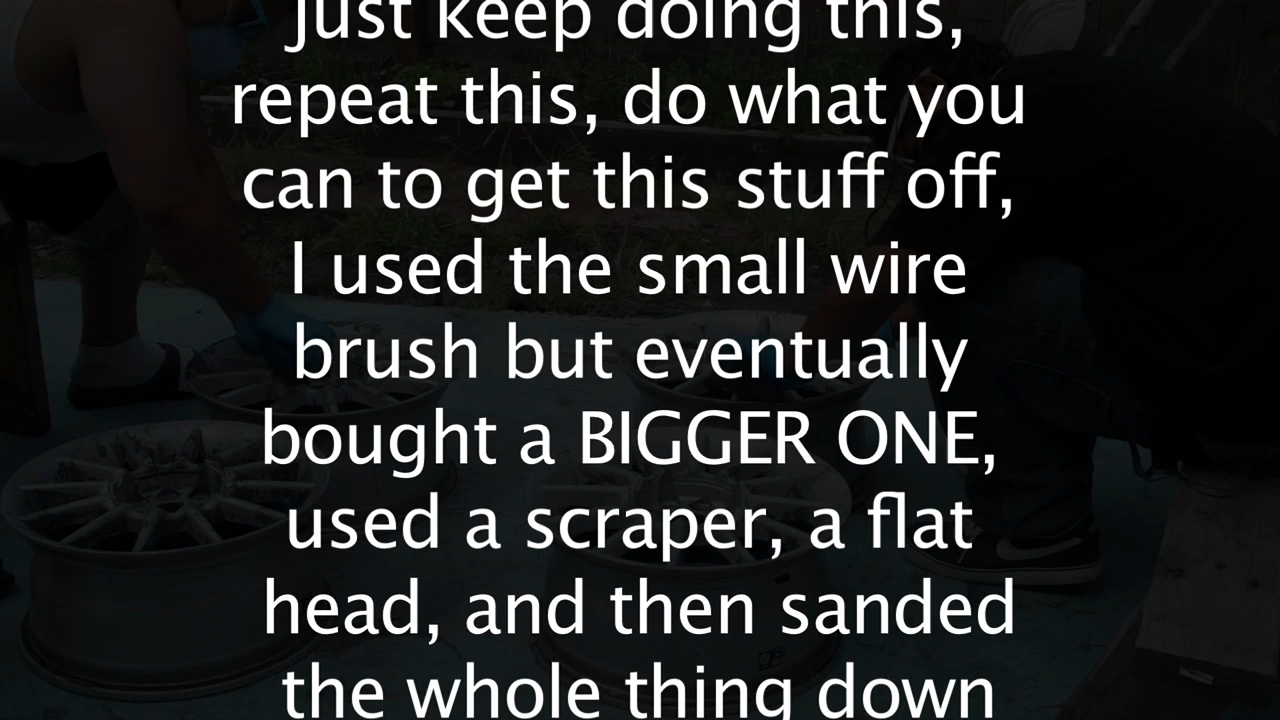 just keep doing this,
repeat this, do what you
can to get this stuff off,
I used the small wire
brush but eventually
bought a BIGGER ONE,
used a scraper, a flat
head, and then sanded
the whole thing down